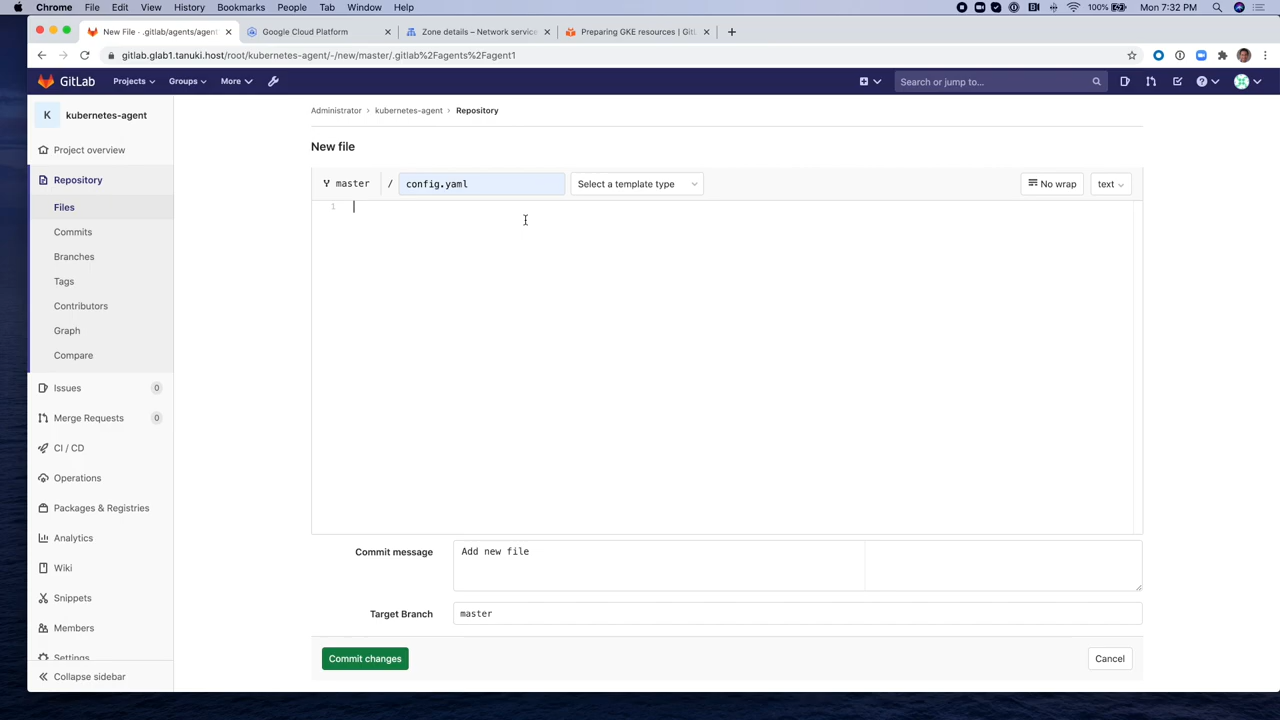 Chrome File Edit View History Bookmarks People Tab Window Help 100% Mon 7:32 PM
New File · .gitlab/agents/agent
Google Cloud Platform
Zone details – Network service
Preparing GKE resources | GitL
gitlab.glab1.tanuki.host/root/kubernetes-agent/-/new/master/.gitlab%2Fagents%2Fagent1
GitLab Projects Groups More Search or jump to...
K kubernetes-agent
Project overview
Repository
Files
Commits
Branches
Tags
Contributors
Graph
Compare
Issues 0
Merge Requests 0
CI / CD
Operations
Packages & Registries
Analytics
Wiki
Snippets
Members
Settings
Collapse sidebar
Administrator > kubernetes-agent > Repository
New file
master / config.yaml Select a template type No wrap text
1
Commit message Add new file
Target Branch master
Commit changes Cancel